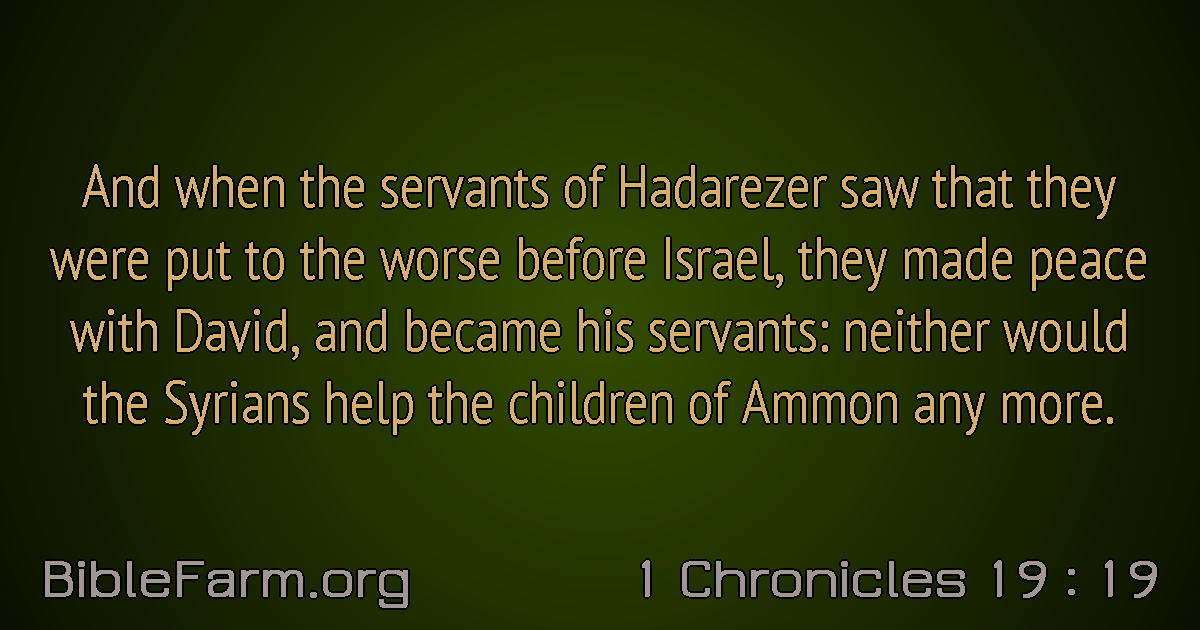 And when the servants of Hadarezer saw that they
were put to the worse before Israel, they made peace
with David, and became his servants: neither would
the Syrians help the children of Ammon any more.
BibleFarm.org
1 Chronicles 19 : 19